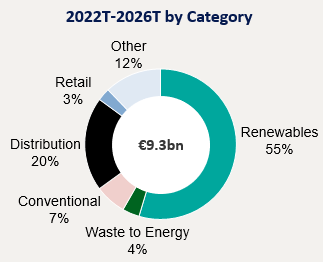 2022T-2026T by Category
Other
12%
Retail
3%
Renewables
55%
Distribution
20%
€9.3bn
Conventional
7%
Waste to Energy
4%